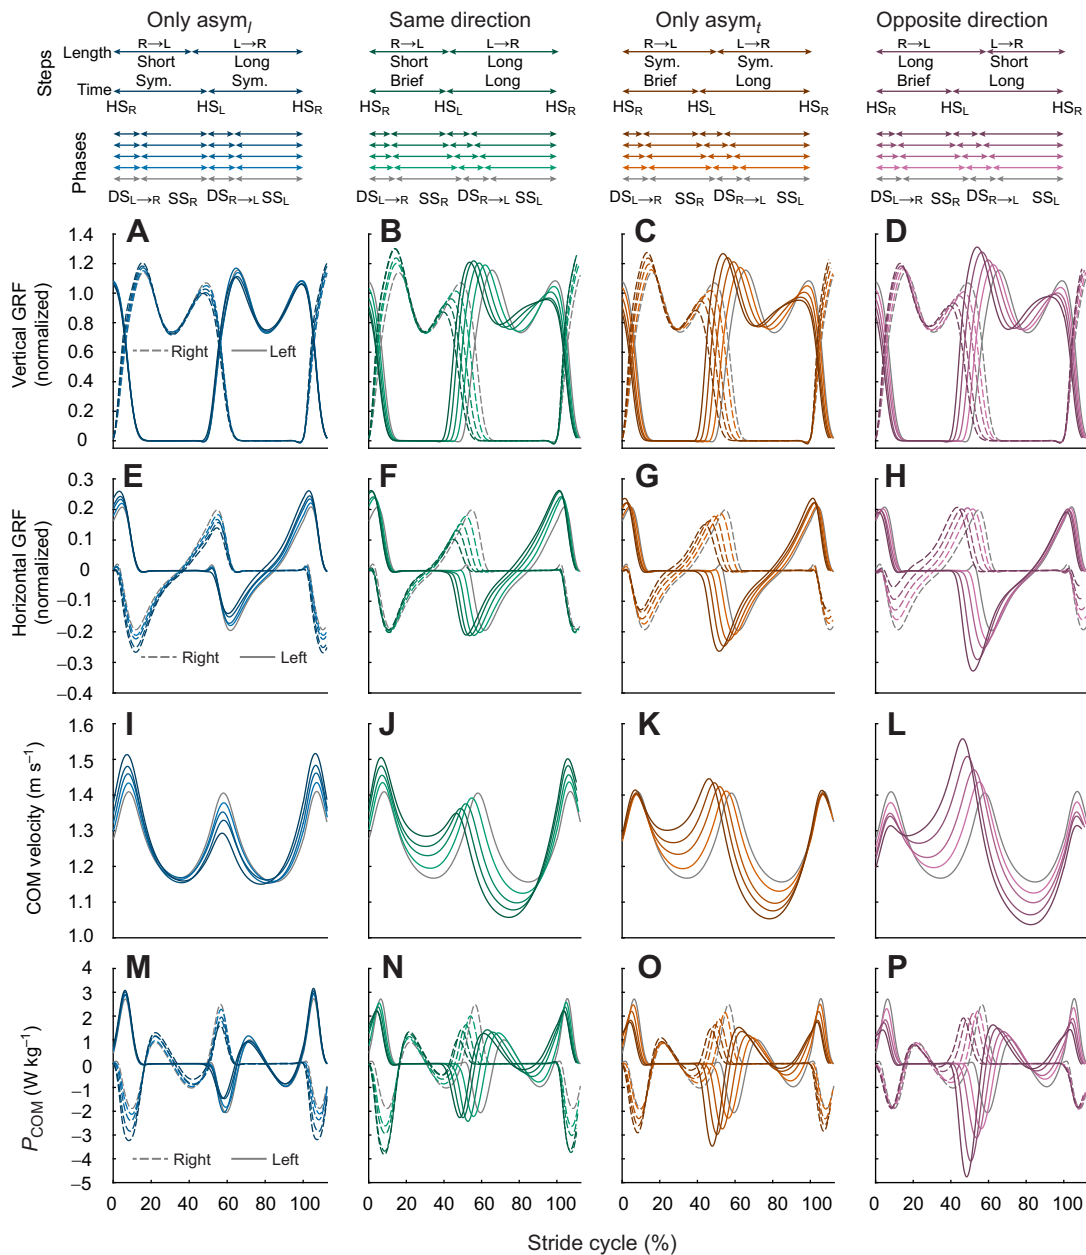 Only asymₗ Same direction Only asymₜ Opposite direction
Steps
Length R→L L→R R→L L→R R→L L→R R→L L→R
Short Long Short Long Sym. Sym. Long Short
Sym. Sym. Brief Long Brief Long Brief Long
Time
HS_R HS_L HS_R HS_R HS_L HS_R HS_R HS_L HS_R HS_R HS_L HS_R
Phases
DS_L→R SS_R DS_R→L SS_L DS_L→R SS_R DS_R→L SS_L DS_L→R SS_R DS_R→L SS_L DS_L→R SS_R DS_R→L SS_L
A B C D
Vertical GRF
(normalized)
1.4
1.2
1.0
0.8
0.6
0.4
0.2
0
Right Left
E F G H
Horizontal GRF
(normalized)
0.3
0.2
0.1
0
−0.1
−0.2
−0.3
−0.4
Right Left
I J K L
COM velocity (m s⁻¹)
1.6
1.5
1.4
1.3
1.2
1.1
1.0
M N O P
P_COM (W kg⁻¹)
4
3
2
1
0
−1
−2
−3
−4
−5
Right Left
0 20 40 60 80 100 0 20 40 60 80 100 0 20 40 60 80 100 0 20 40 60 80 100
Stride cycle (%)